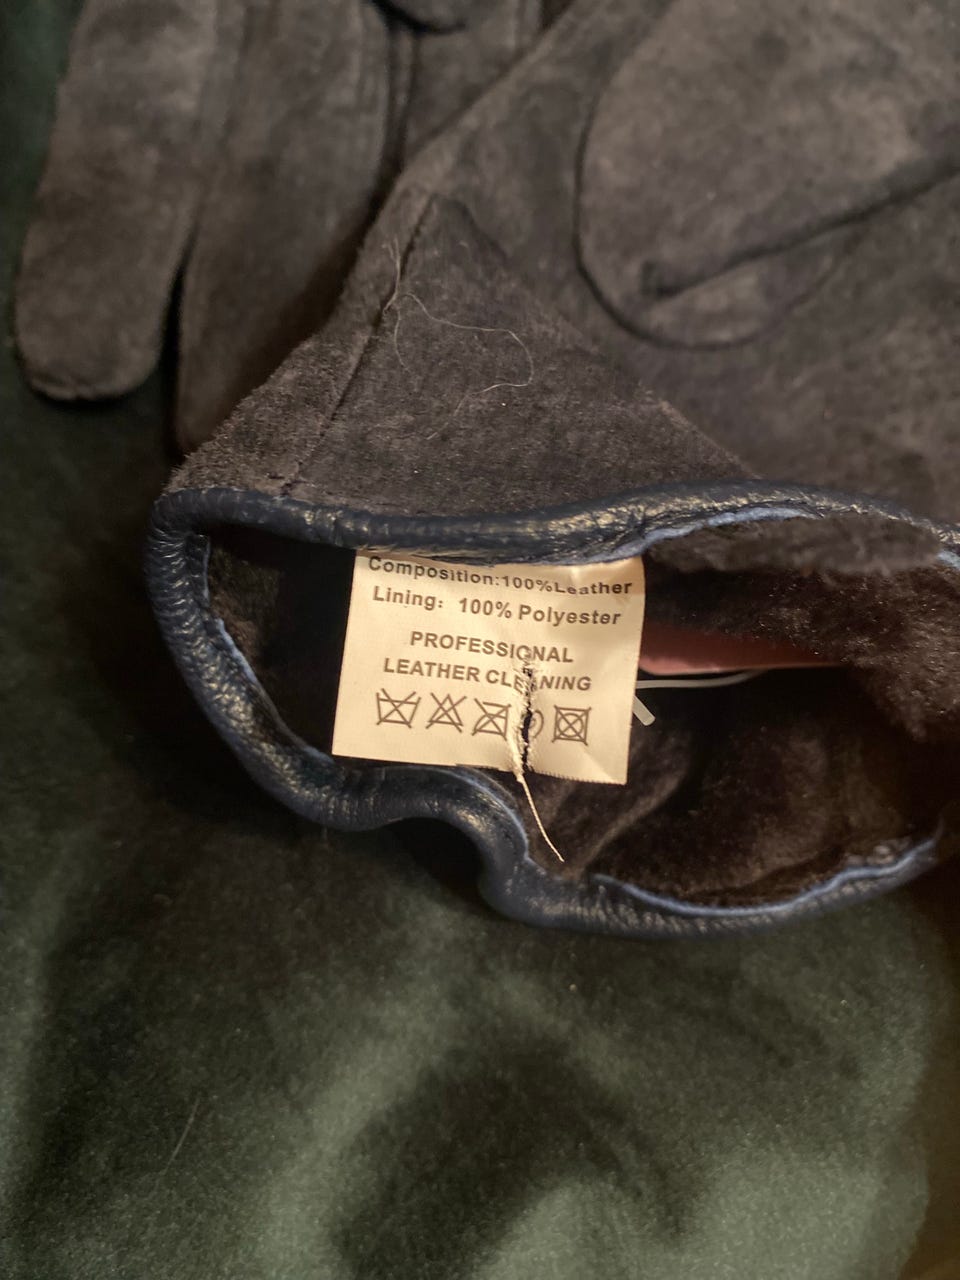 Composition:100%Leather
Lining: 100% Polyester
PROFESSIONAL
LEATHER CLEANING